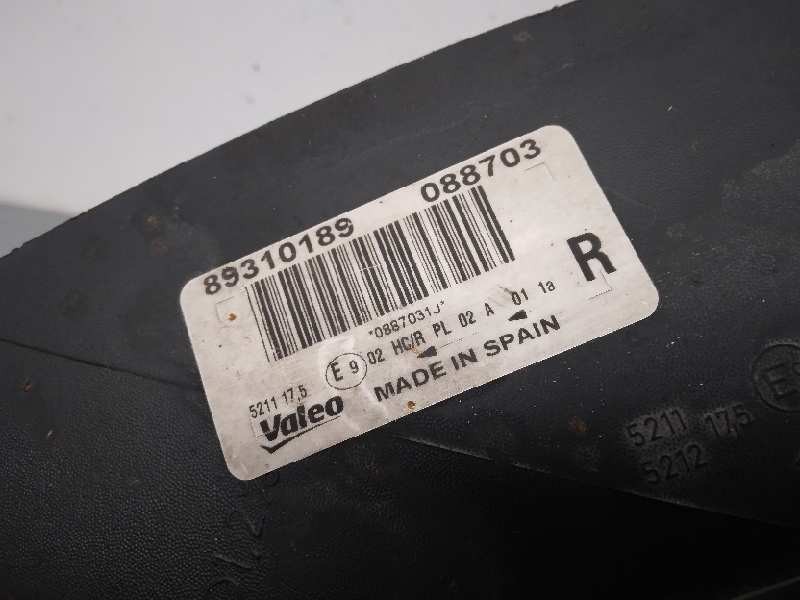 89310189 088703
*0887031J*
R
E 9 02 HC/R PL 02 A 01 1a
5211 17,5
MADE IN SPAIN
Valeo
5211
5212 17,5
E